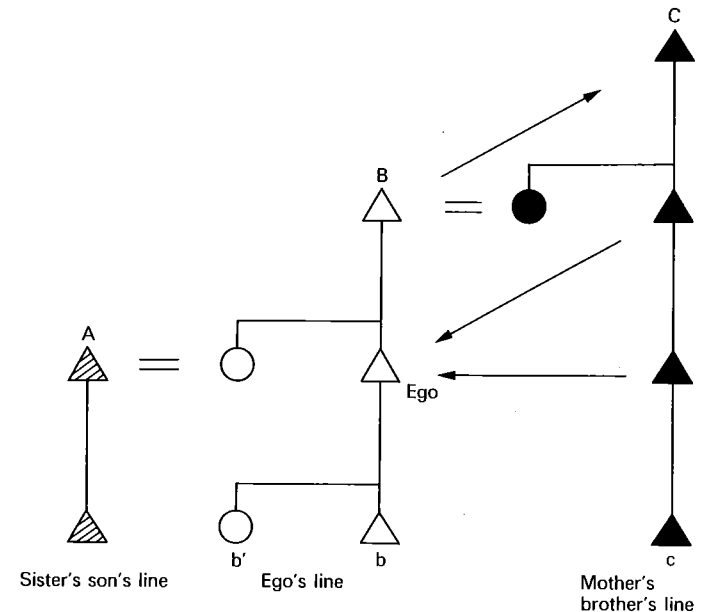 C
B
A
Ego
b'
b
c
Sister's son's line
Ego's line
Mother's
brother's line